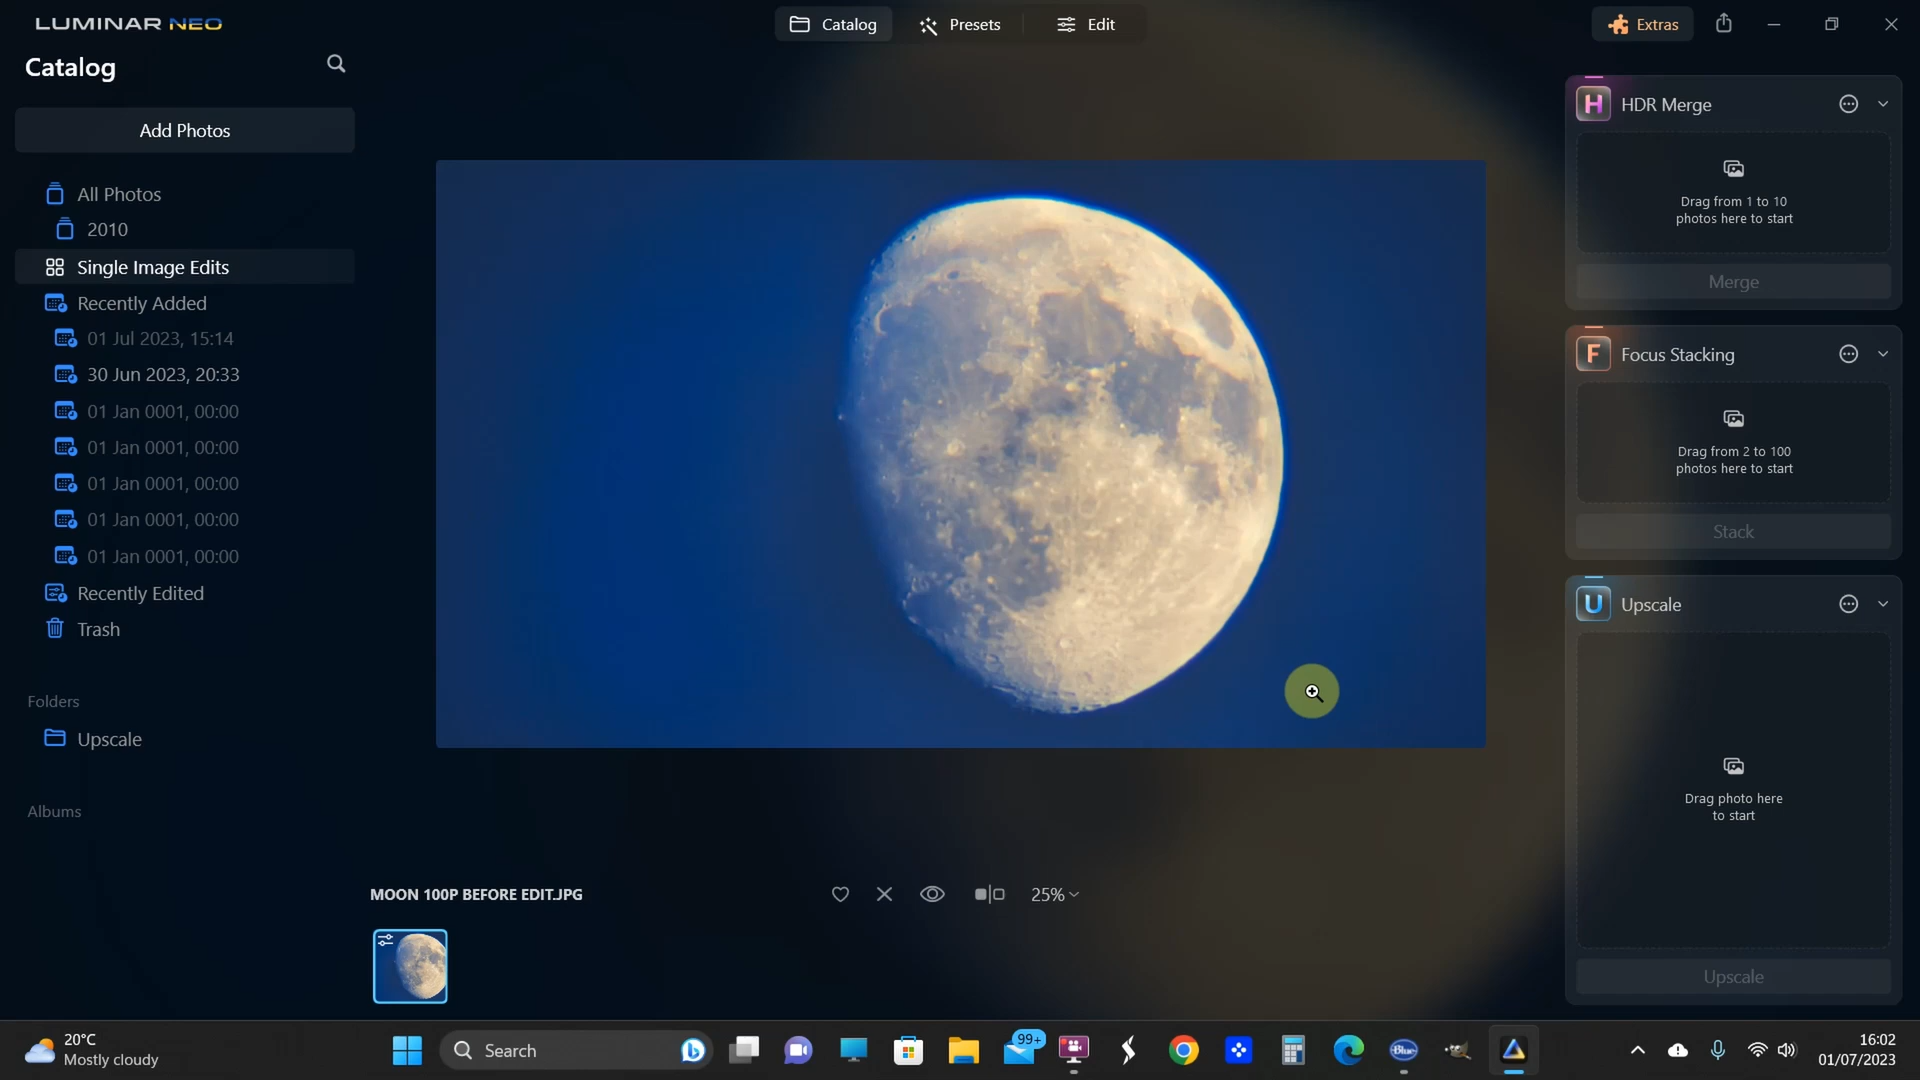 LUMINAR NEO
Catalog
Presets
Edit
Extras
Catalog
Add Photos
All Photos
2010
Single Image Edits
Recently Added
01 Jul 2023, 15:14
30 Jun 2023, 20:33
01 Jan 0001, 00:00
01 Jan 0001, 00:00
01 Jan 0001, 00:00
01 Jan 0001, 00:00
01 Jan 0001, 00:00
Recently Edited
Trash
Folders
Upscale
Albums
MOON 100P BEFORE EDIT.JPG
25%
H HDR Merge
Drag from 1 to 10
photos here to start
Merge
F Focus Stacking
Drag from 2 to 100
photos here to start
Stack
U Upscale
Drag photo here
to start
Upscale
20°C
Mostly cloudy
Search
99+
Blue
16:02
01/07/2023